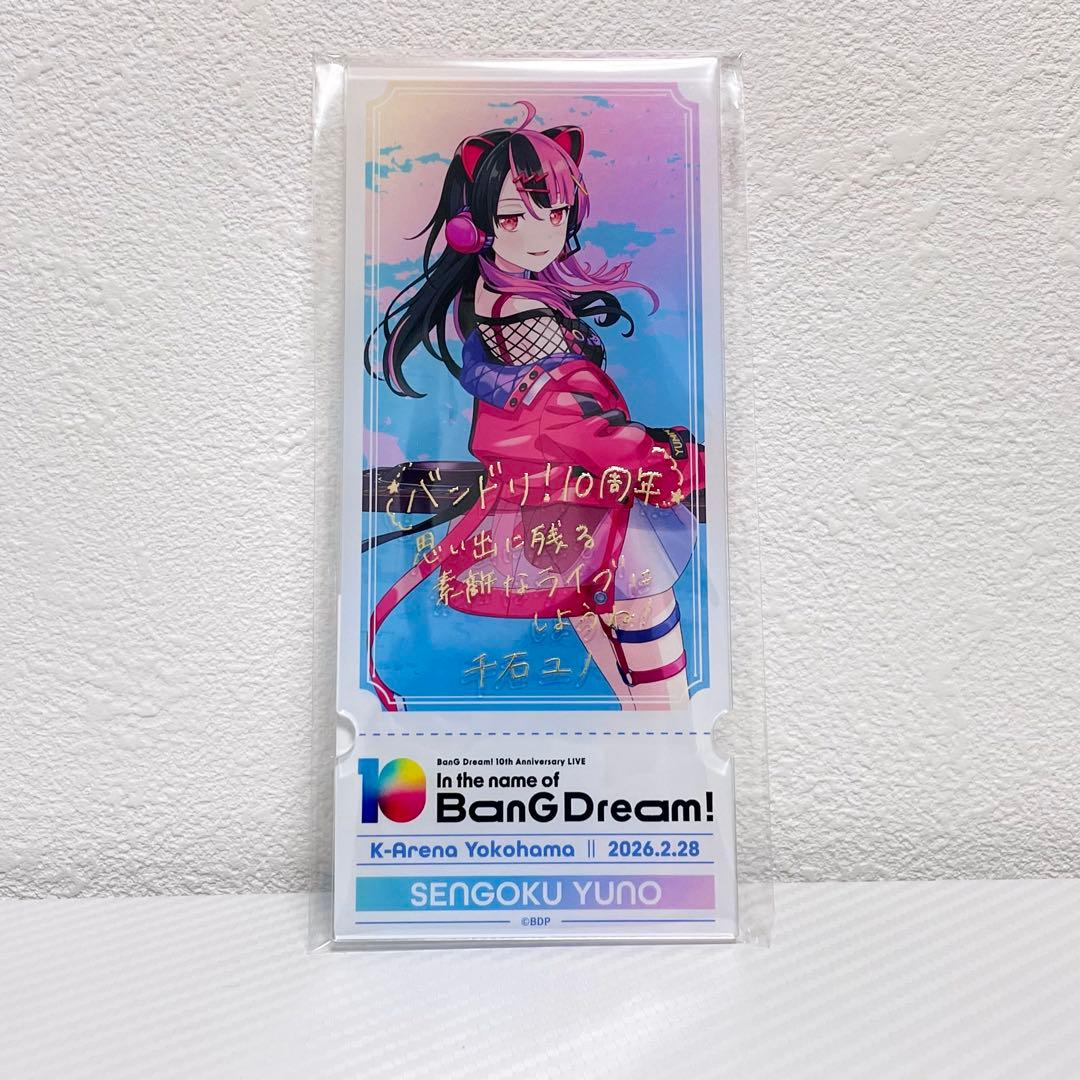 バンドリ!10周年
思い出に残る
素敵なライブに
しようね!
千石ユノ
10
BanG Dream! 10th Anniversary LIVE
In the name of
BanG Dream!
K-Arena Yokohama || 2026.2.28
SENGOKU YUNO
©BDP